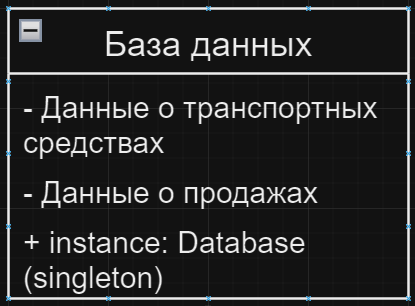 База данных
- Данные о транспортных
средствах
- Данные о продажах
+ instance: Database
(singleton)